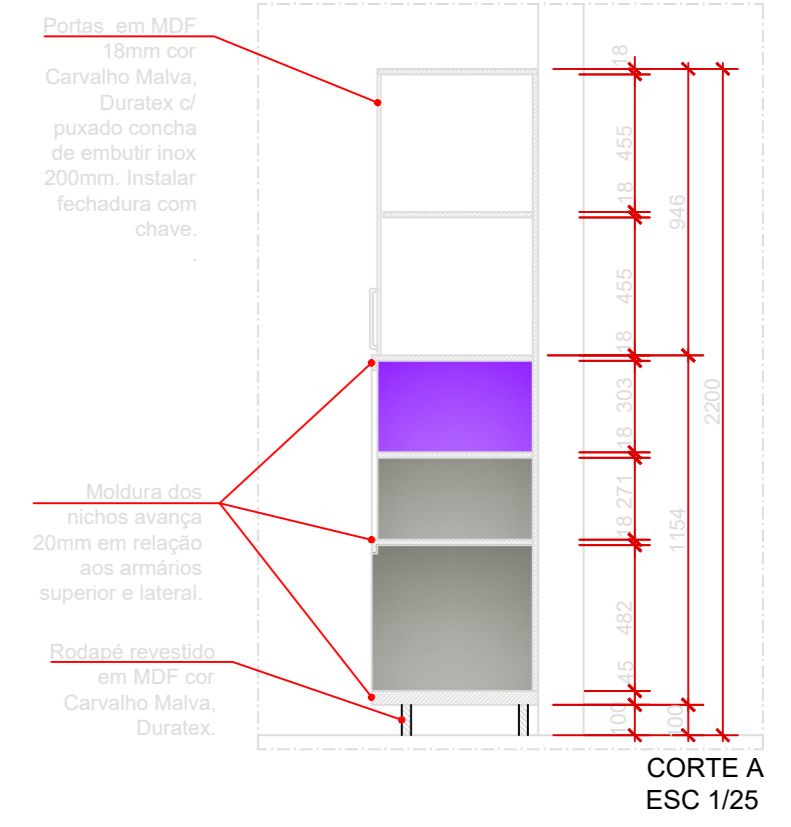 Portas em MDF
18mm cor
Carvalho Malva,
Duratex c/
puxado concha
de embutir inox
200mm. Instalar
fechadura com
chave.
.
Moldura dos
nichos avança
20mm em relação
aos armários
superior e lateral.
Rodapé revestido
em MDF cor
Carvalho Malva,
Duratex.
18
455
18
455
18
303
18
271
18
482
45
100
946
1154
100
2200
CORTE A
ESC 1/25